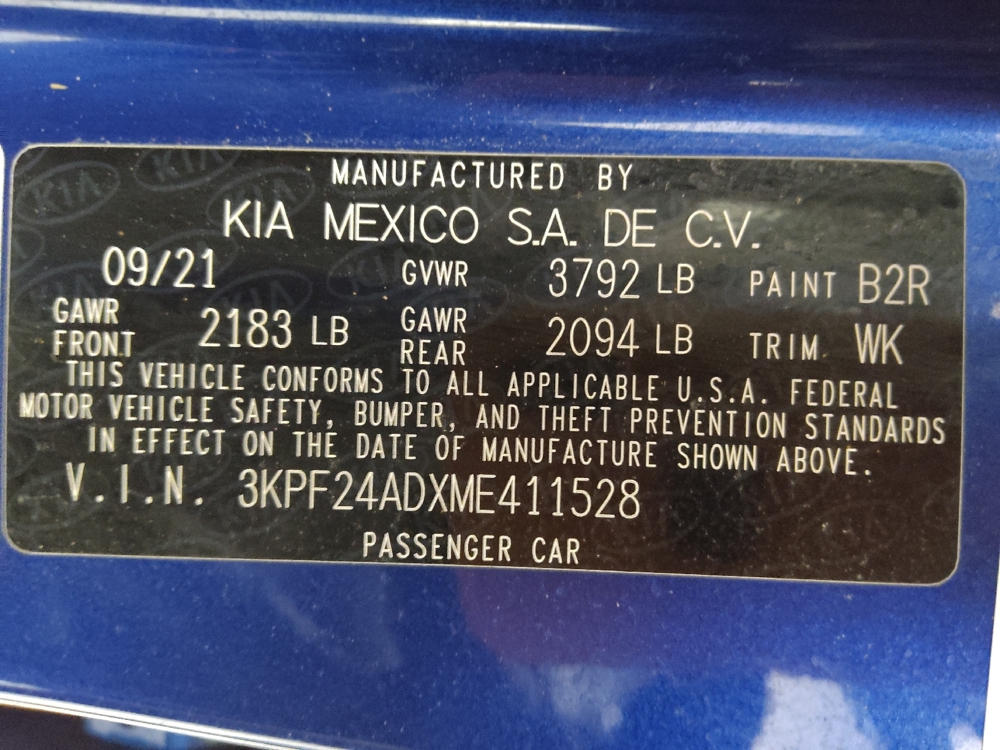 MANUFACTURED BY
KIA MEXICO S.A. DE C.V.
09/21 GVWR 3792 LB PAINT B2R
GAWR FRONT 2183 LB GAWR REAR 2094 LB TRIM WK
THIS VEHICLE CONFORMS TO ALL APPLICABLE U.S.A. FEDERAL
MOTOR VEHICLE SAFETY, BUMPER, AND THEFT PREVENTION STANDARDS
IN EFFECT ON THE DATE OF MANUFACTURE SHOWN ABOVE.
V.I.N. 3KPF24ADXME411528
PASSENGER CAR